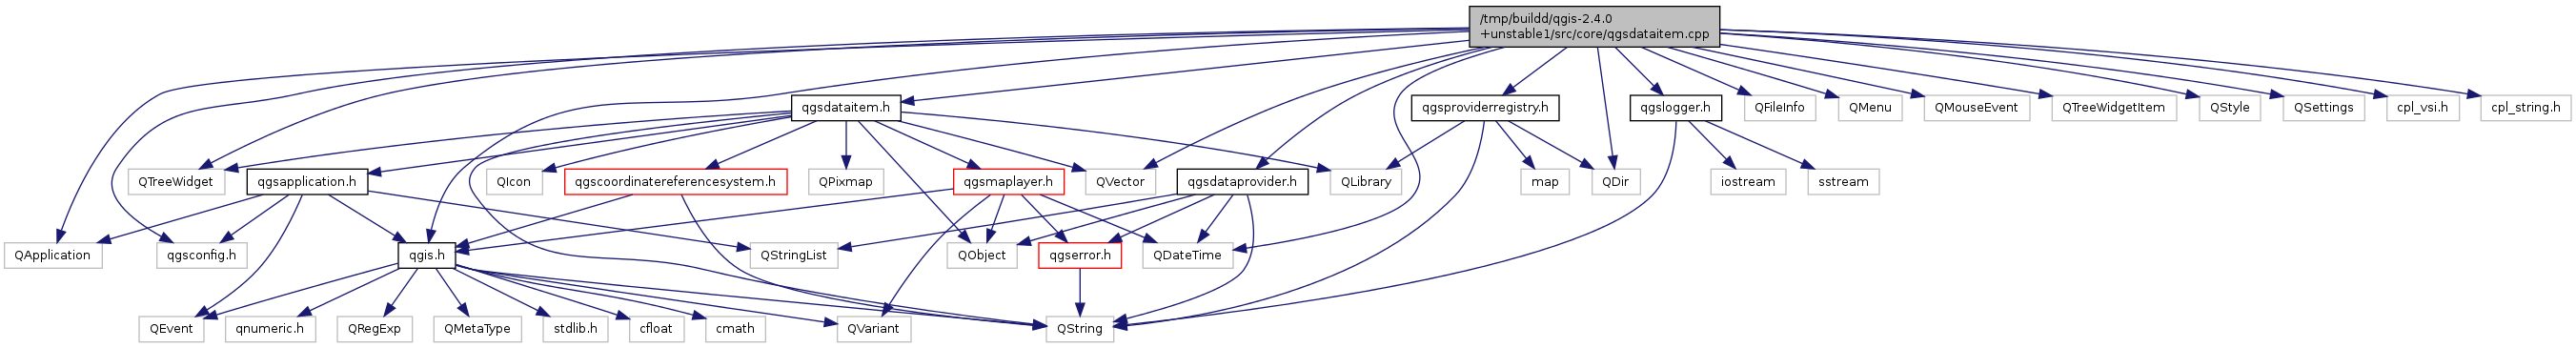 /tmp/buildd/qgis-2.4.0
+unstable1/src/core/qgsdataitem.cpp
qgsdataitem.h
qgsproviderregistry.h
qgslogger.h
QFileInfo
QMenu
QMouseEvent
QTreeWidgetItem
QStyle
QSettings
cpl_vsi.h
cpl_string.h
QTreeWidget
qgsapplication.h
QIcon
qgscoordinatereferencesystem.h
QPixmap
qgsmaplayer.h
QVector
qgsdataprovider.h
QLibrary
map
QDir
iostream
sstream
QApplication
qgsconfig.h
qgis.h
QStringList
QObject
qgserror.h
QDateTime
QEvent
qnumeric.h
QRegExp
QMetaType
stdlib.h
cfloat
cmath
QVariant
QString